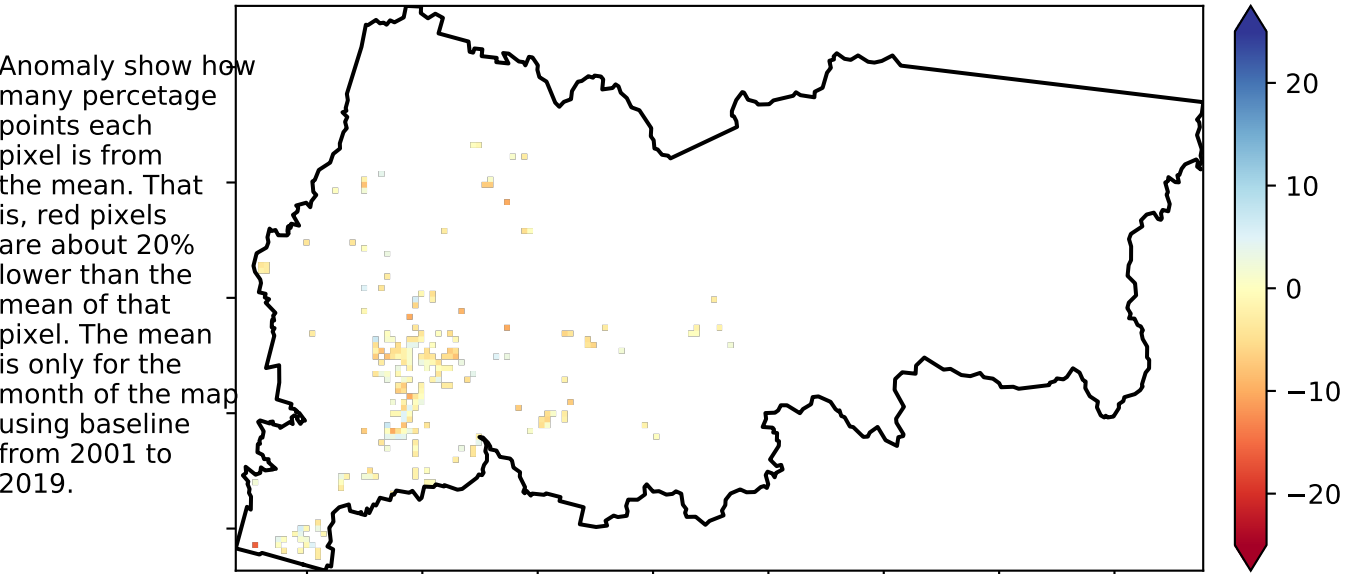 Anomaly show how
many percetage
points each
pixel is from
the mean. That
is, red pixels
are about 20%
lower than the
mean of that
pixel. The mean
is only for the
month of the map
using baseline
from 2001 to
2019.
20
10
0
−10
−20